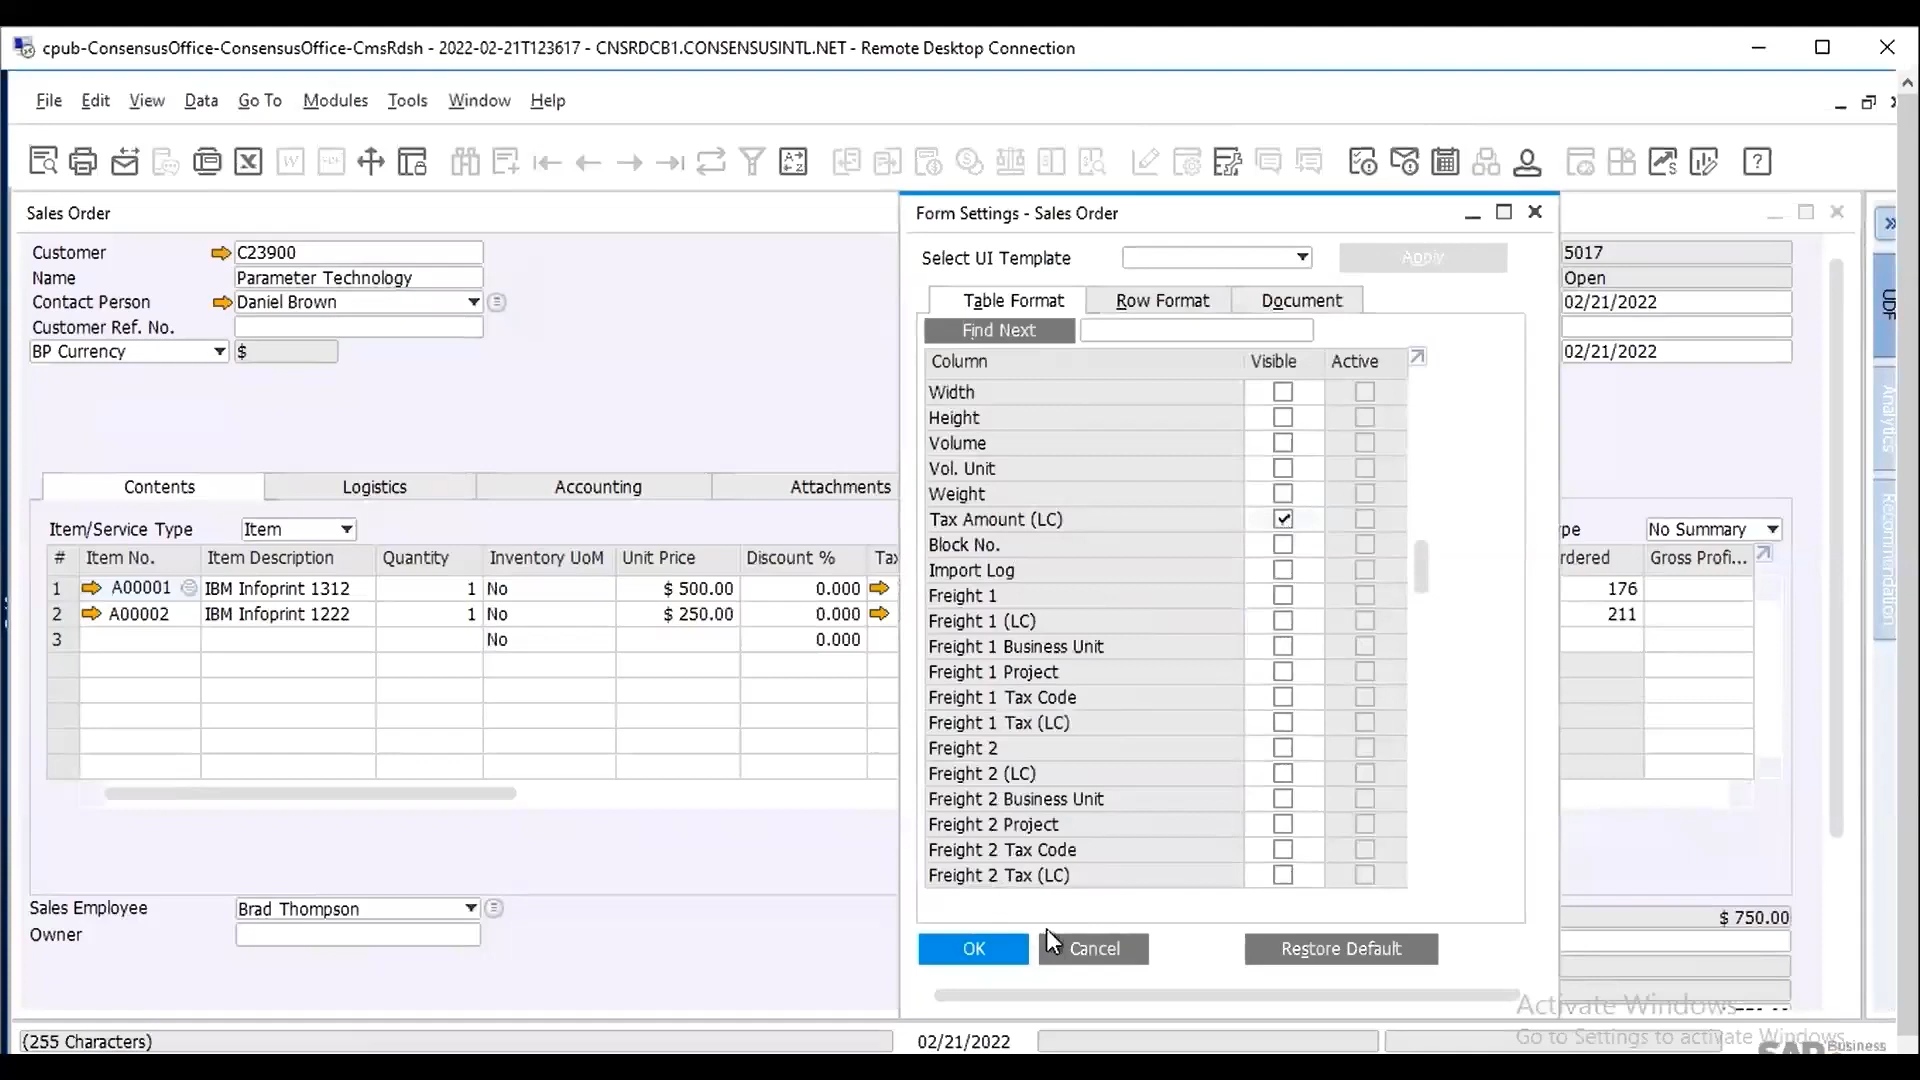 cpub-ConsensusOffice-ConsensusOffice-CmsRdsh - 2022-02-21T123617 - CNSRDCB1.CONSENSUSINTL.NET - Remote Desktop Connection
File Edit View Data Go To Modules Tools Window Help
Sales Order
Customer C23900
Name Parameter Technology
Contact Person Daniel Brown
Customer Ref. No.
BP Currency $
5017
Open
02/21/2022
02/21/2022
Contents Logistics Accounting Attachments
Item/Service Type Item
pe No Summary
# Item No. Item Description Quantity Inventory UoM Unit Price Discount % Tax
rdered Gross Profi...
1 A00001 IBM Infoprint 1312 1 No $ 500.00 0.000 176
2 A00002 IBM Infoprint 1222 1 No $ 250.00 0.000 211
3 No 0.000
Sales Employee Brad Thompson
Owner
$ 750.00
Form Settings - Sales Order
Select UI Template Apply
Table Format Row Format Document
Find Next
Column Visible Active
Width
Height
Volume
Vol. Unit
Weight
Tax Amount (LC)
Block No.
Import Log
Freight 1
Freight 1 (LC)
Freight 1 Business Unit
Freight 1 Project
Freight 1 Tax Code
Freight 1 Tax (LC)
Freight 2
Freight 2 (LC)
Freight 2 Business Unit
Freight 2 Project
Freight 2 Tax Code
Freight 2 Tax (LC)
OK Cancel Restore Default
UDF
Analytics
Recommendation
Activate Windows
Go to Settings to activate Windows.
(255 Characters) 02/21/2022
SAP Business